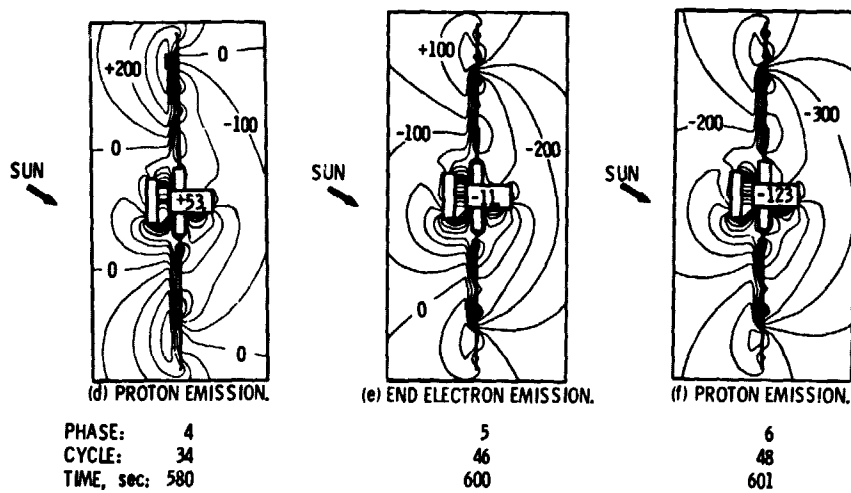 +200
0
-100
0
SUN
+53
0
0
(d) PROTON EMISSION.
+100
-100
-200
SUN
-11
0
(e) END ELECTRON EMISSION.
-200
-300
SUN
-123
(f) PROTON EMISSION.
PHASE: 4 5 6
CYCLE: 34 46 48
TIME, sec: 580 600 601